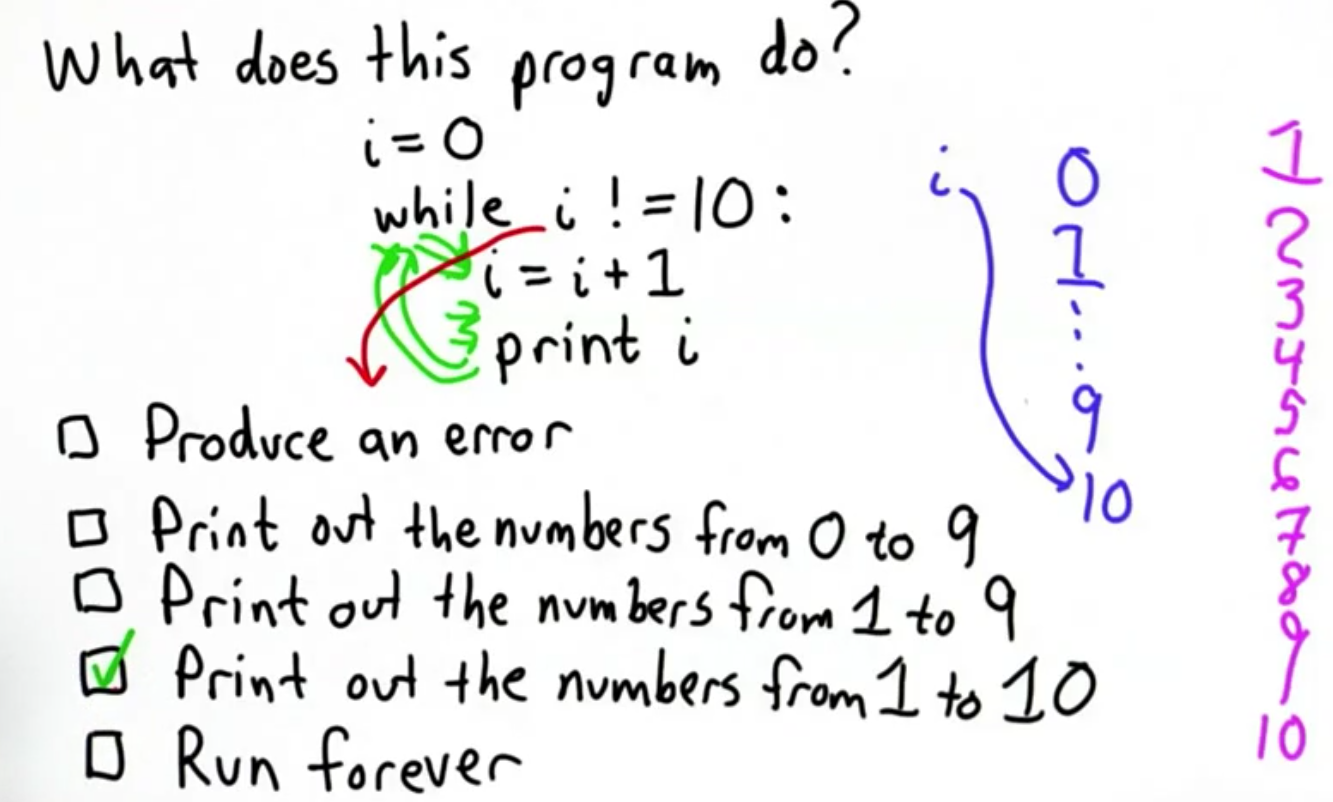 What does this program do?
i = 0
while i != 10 :
i = i + 1
print i
Produce an error
Print out the numbers from 0 to 9
Print out the numbers from 1 to 9
Print out the numbers from 1 to 10
Run forever
i
0
1
9
10
1
2
3
4
5
6
7
8
9
10